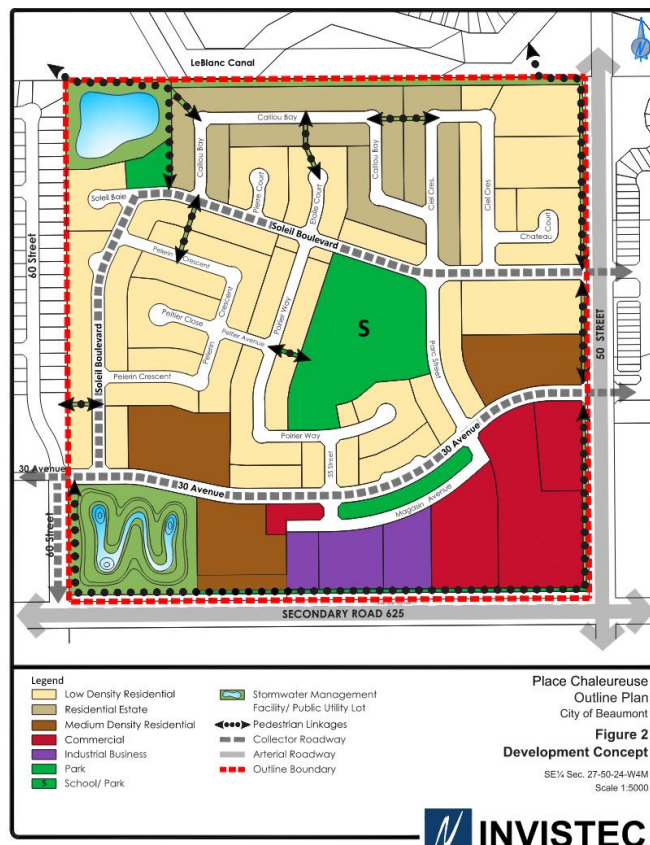 LeBlanc Canal
Caillou Bay
Caillou Bay
Caillou Bay
Ciel Cres.
Ciel Cres
Pierre Court
Etoile Court
Soleil Baie
Soleil Boulevard
Chateau
Court
Pelerin Crescent
Crescent
Pelerin
Peltier Close
Peltier Avenue
Poirier Way
S
Parc Street
60 Street
Soleil Boulevard
50 STREET
Pelerin Crescent
Poirier Way
55 Street
30 Avenue
30 Avenue
30 Avenue
Magasin Avenue
60 Street
SECONDARY ROAD 625
Legend
Low Density Residential
Residential Estate
Medium Density Residential
Commercial
Industrial Business
Park
S School/ Park
Stormwater Management
Facility/ Public Utility Lot
Pedestrian Linkages
Collector Roadway
Arterial Roadway
Outline Boundary
Place Chaleureuse
Outline Plan
City of Beaumont
Figure 2
Development Concept
SE¼ Sec. 27-50-24-W4M
Scale 1:5000
INVISTEC